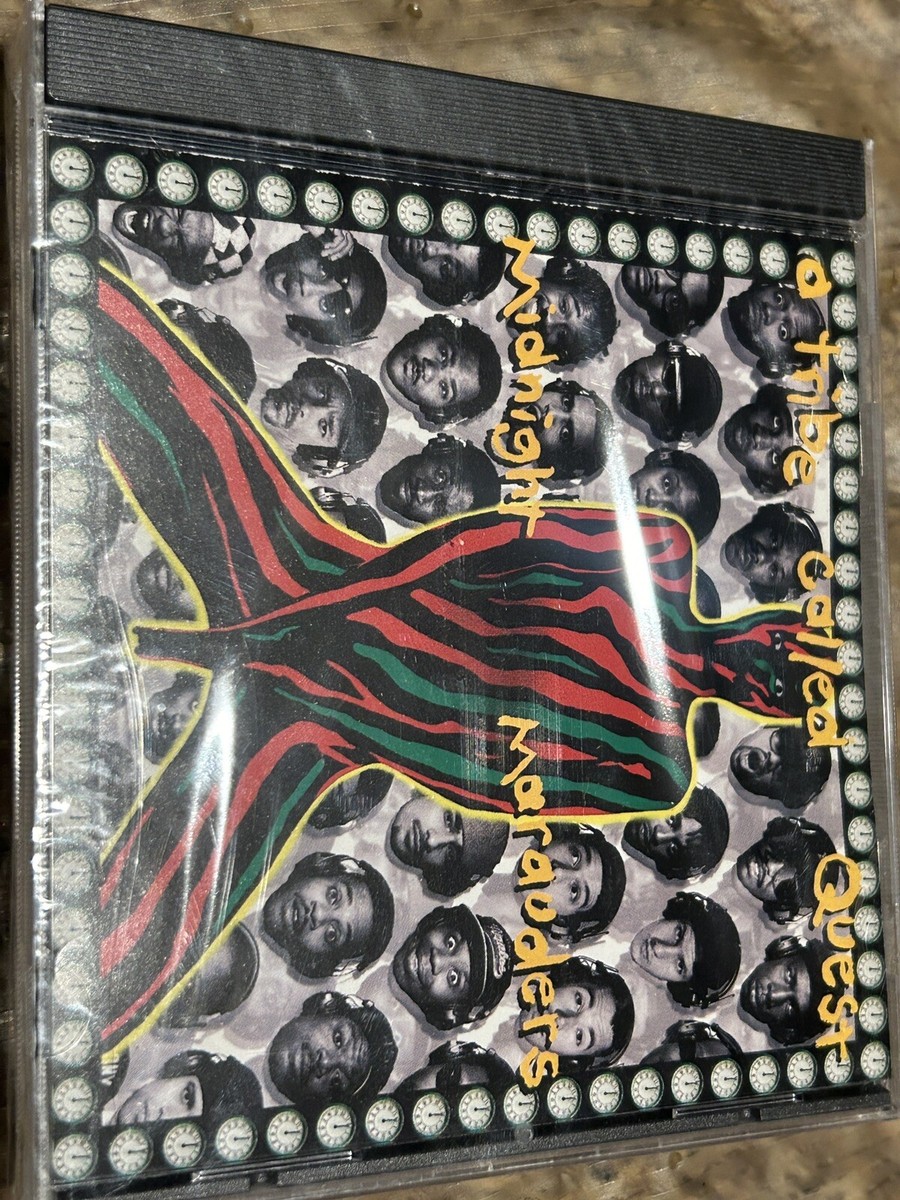 a tribe called Quest
Midnight Marauders